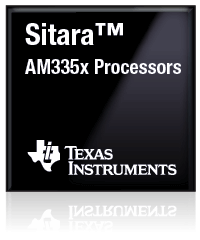 Sitara™
AM335x Processors
TEXAS
INSTRUMENTS